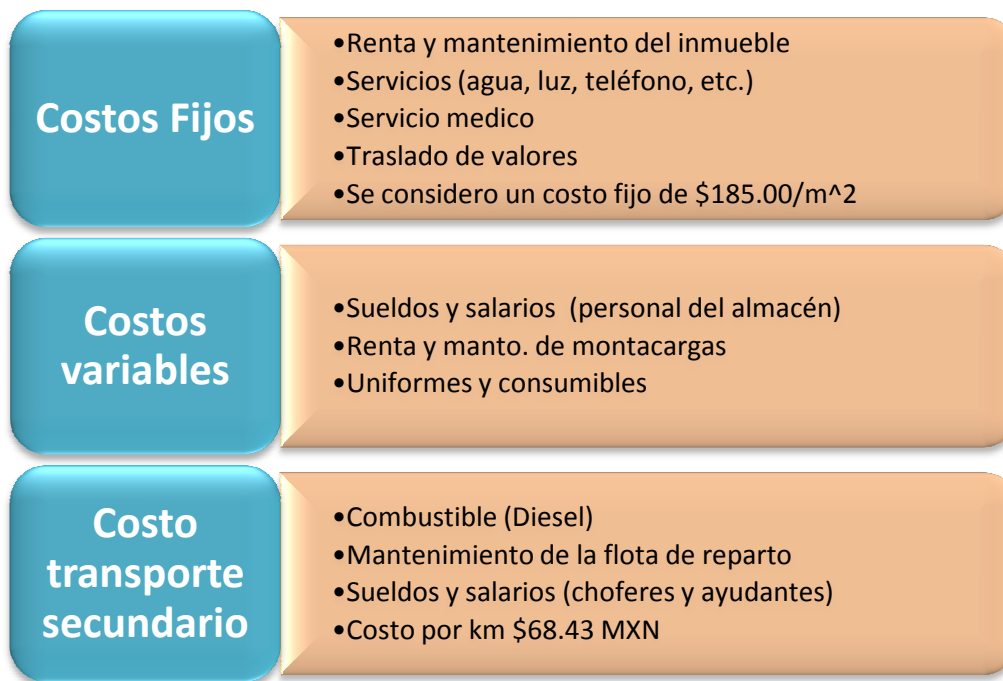 Costos Fijos
•Renta y mantenimiento del inmueble
•Servicios (agua, luz, teléfono, etc.)
•Servicio medico
•Traslado de valores
•Se considero un costo fijo de $185.00/m^2
Costos
variables
•Sueldos y salarios  (personal del almacén)
•Renta y manto. de montacargas
•Uniformes y consumibles
Costo
transporte
secundario
•Combustible (Diesel)
•Mantenimiento de la flota de reparto
•Sueldos y salarios (choferes y ayudantes)
•Costo por km $68.43 MXN